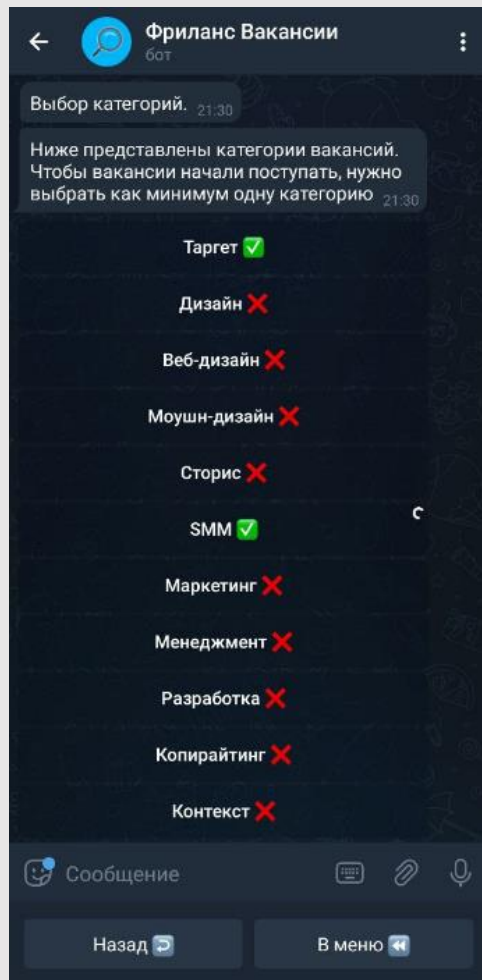 Фриланс Вакансии
бот
Выбор категорий. 21:30
Ниже представлены категории вакансий.
Чтобы вакансии начали поступать, нужно
выбрать как минимум одну категорию 21:30
Таргет ✅
Дизайн ❌
Веб-дизайн ❌
Моушн-дизайн ❌
Сторис ❌
SMM ✅
Маркетинг ❌
Менеджмент ❌
Разработка ❌
Копирайтинг ❌
Контекст ❌
Сообщение
Назад
В меню